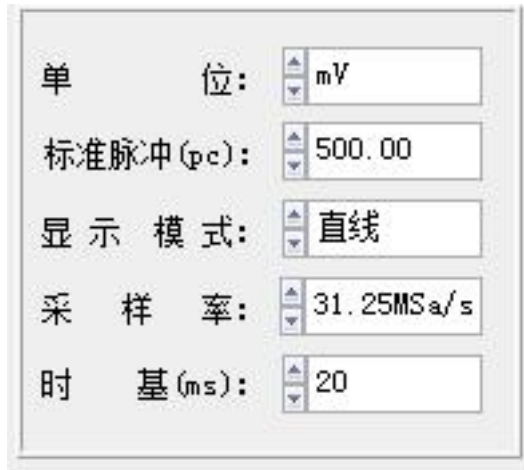 单 位: mV
标准脉冲(pc): 500.00
显示模式: 直线
采样率: 31.25MSa/s
时基(ms): 20